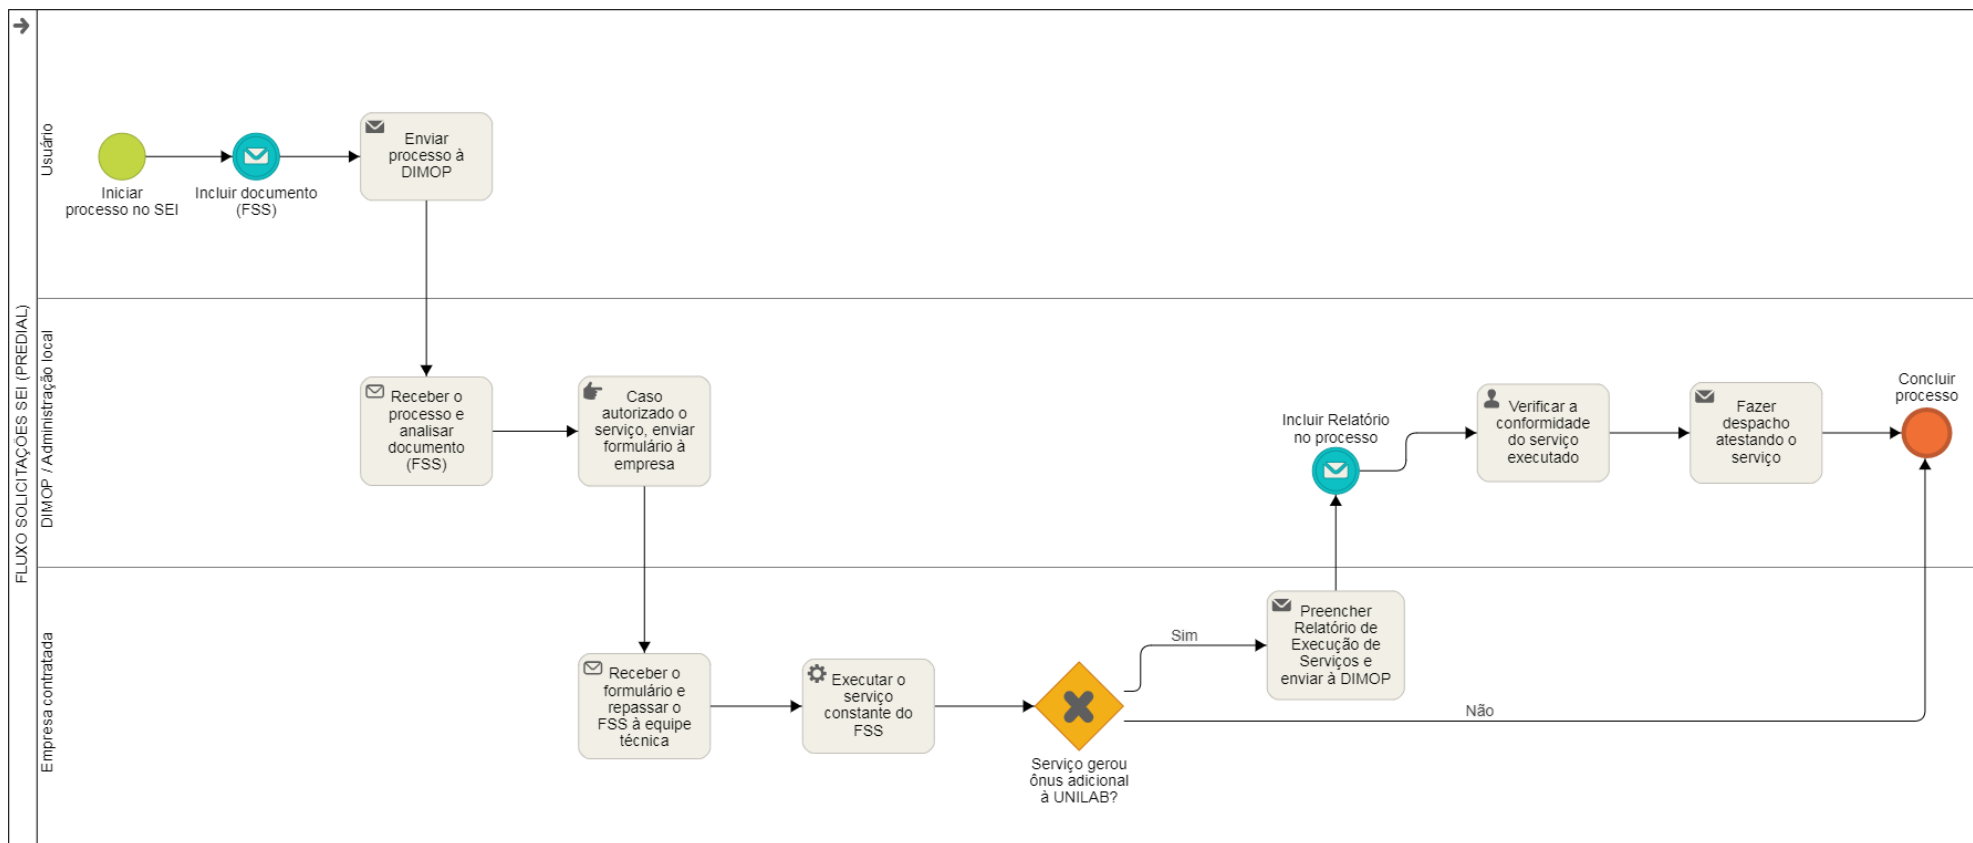 FLUXO SOLICITAÇÕES SEI (PREDIAL)
Usuário
Iniciar
processo no SEI
Incluir documento
(FSS)
Enviar
processo à
DIMOP
DIMOP / Administração local
Receber o
processo e
analisar
documento
(FSS)
Caso
autorizado o
serviço, enviar
formulário à
empresa
Incluir Relatório
no processo
Verificar a
conformidade
do serviço
executado
Fazer
despacho
atestando o
serviço
Concluir
processo
Empresa contratada
Receber o
formulário e
repassar o
FSS à equipe
técnica
Executar o
serviço
constante do
FSS
Serviço gerou
ônus adicional
à UNILAB?
Sim
Preencher
Relatório de
Execução de
Serviços e
enviar à DIMOP
Não